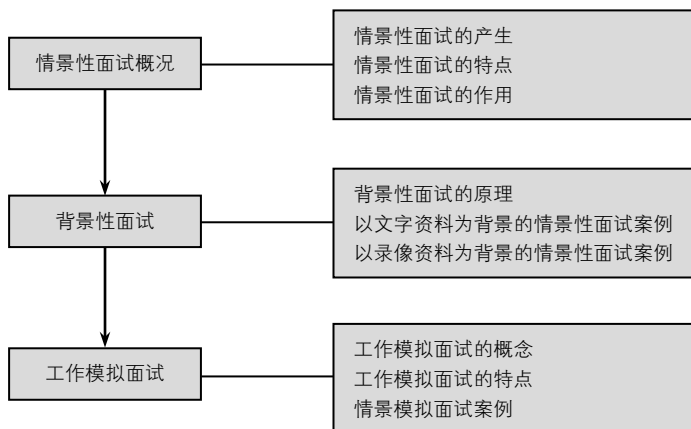 情景性面试概况
情景性面试的产生
情景性面试的特点
情景性面试的作用
背景性面试
背景性面试的原理
以文字资料为背景的情景性面试案例
以录像资料为背景的情景性面试案例
工作模拟面试
工作模拟面试的概念
工作模拟面试的特点
情景模拟面试案例